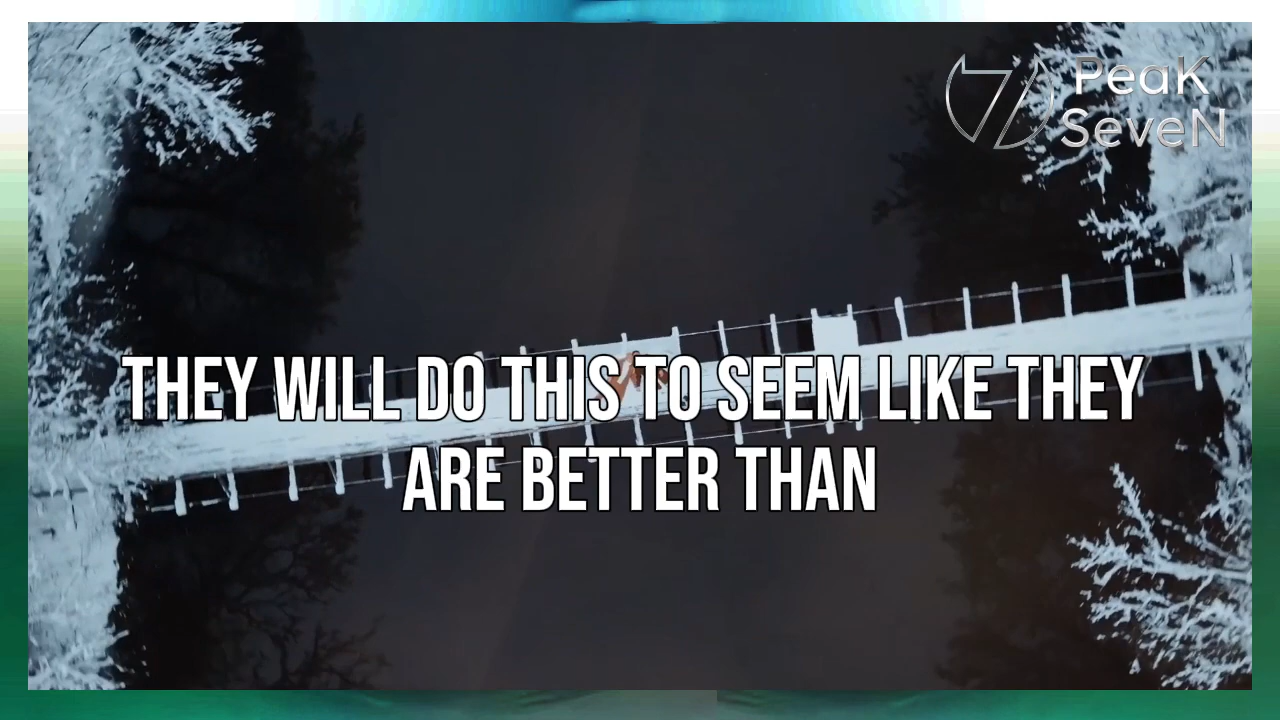 PeaK
SeveN
THEY WILL DO THIS TO SEEM LIKE THEY
ARE BETTER THAN